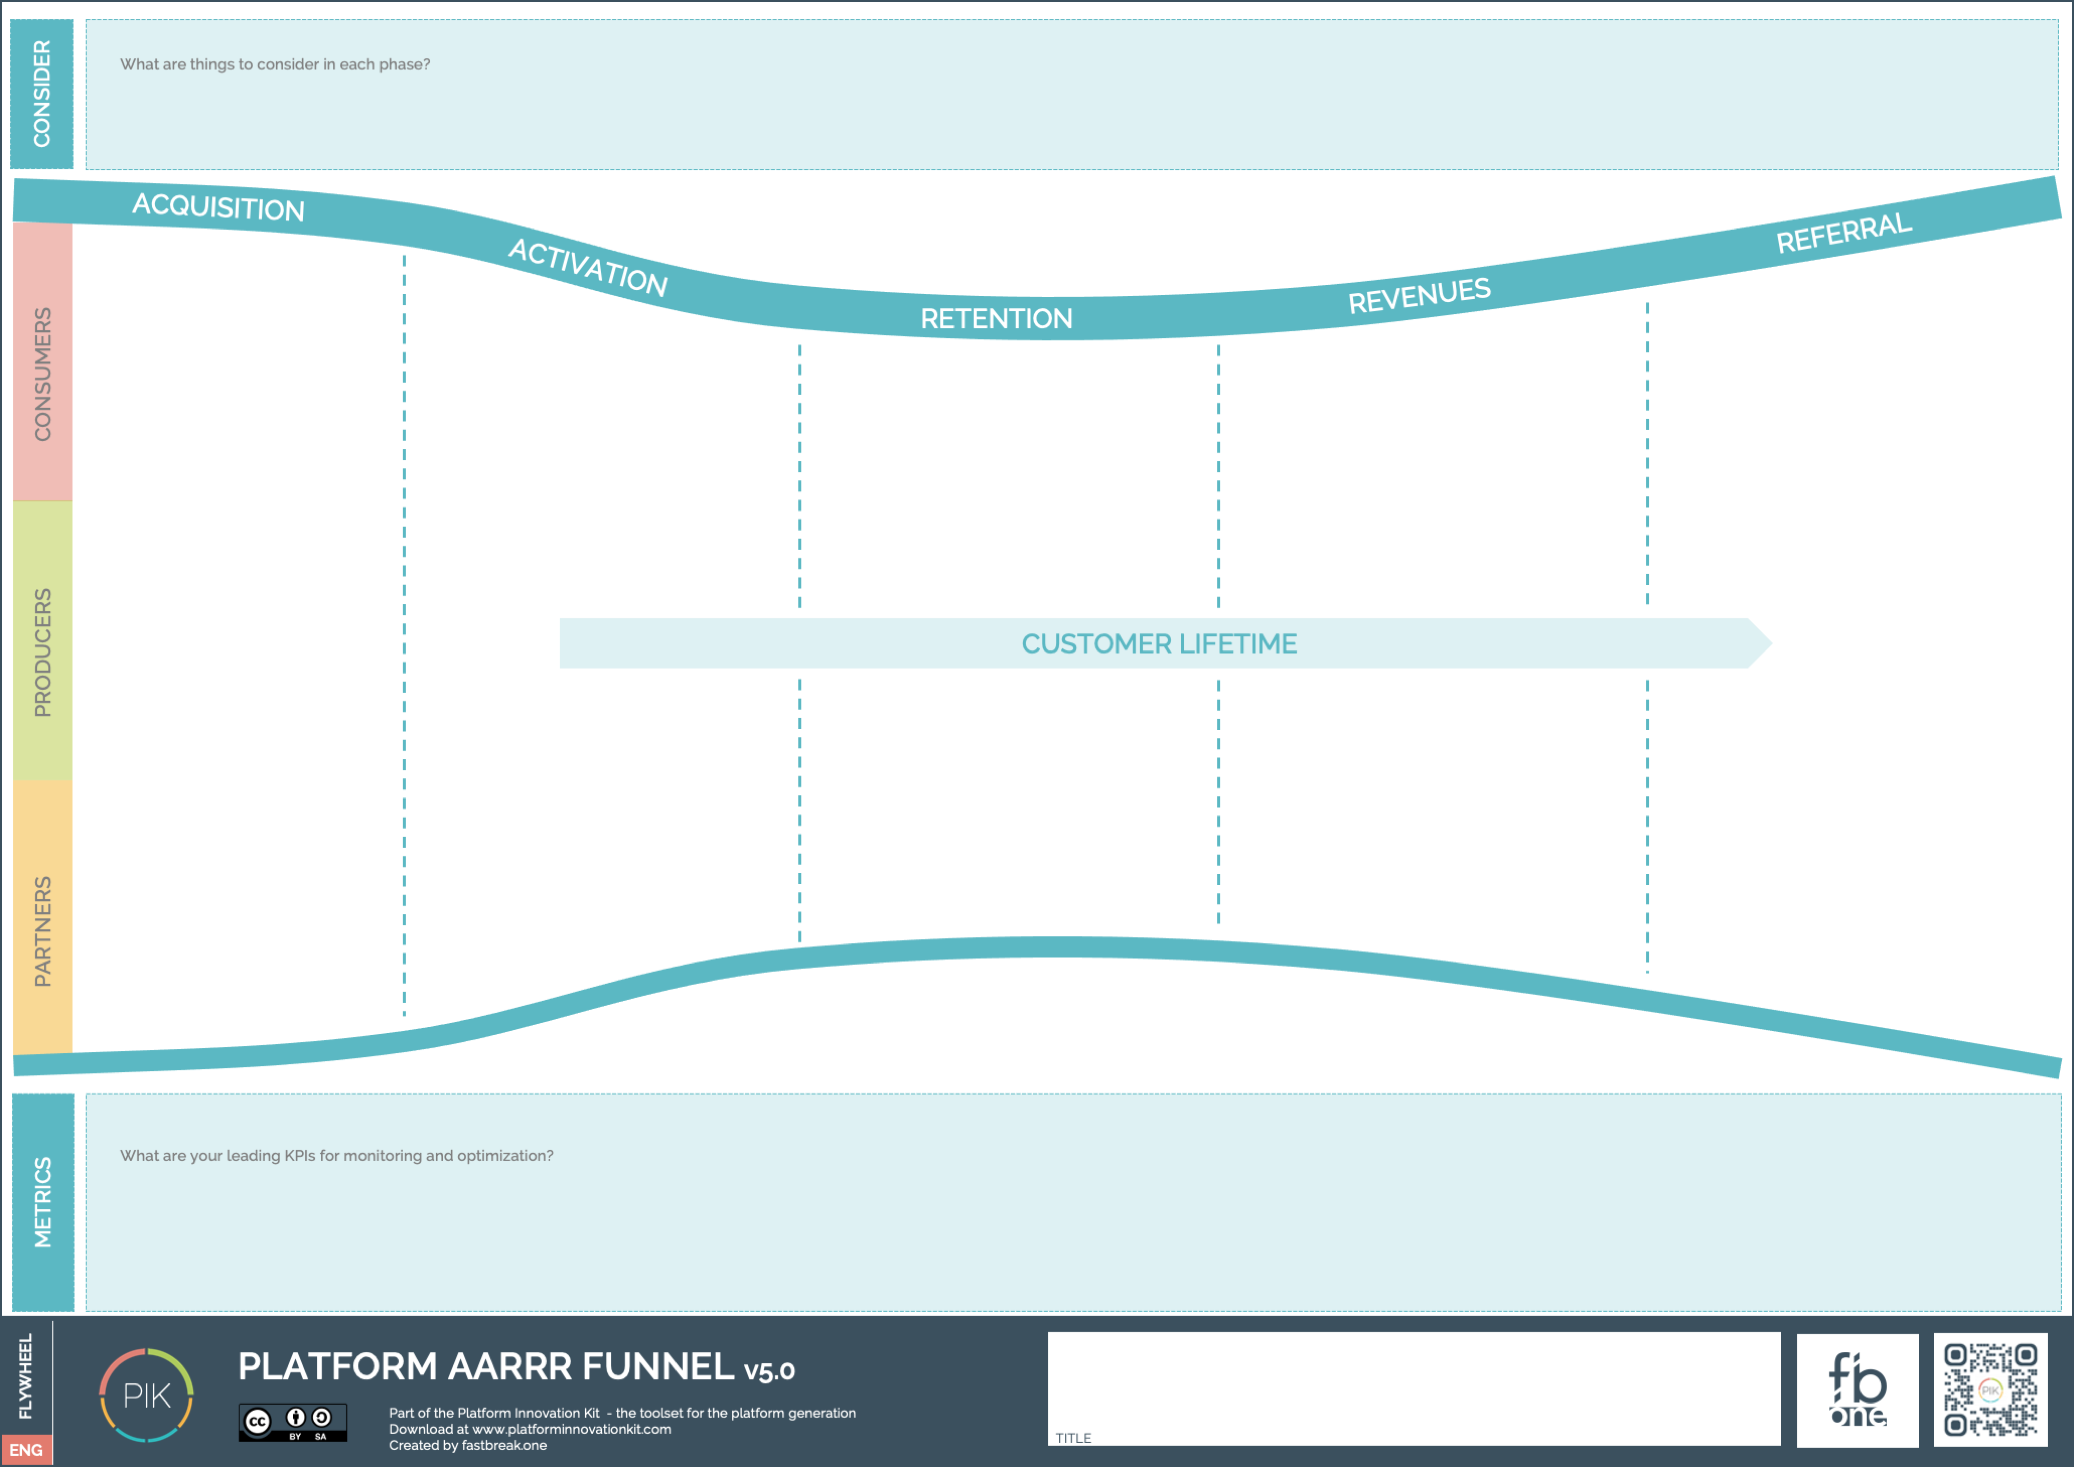 CONSIDER
What are things to consider in each phase?
ACQUISITION
ACTIVATION
RETENTION
REVENUES
REFERRAL
CONSUMERS
PRODUCERS
CUSTOMER LIFETIME
PARTNERS
METRICS
What are your leading KPIs for monitoring and optimization?
FLYWHEEL
ENG
PIK
PLATFORM AARRR FUNNEL v5.0
cc
BY SA
Part of the Platform Innovation Kit - the toolset for the platform generation
Download at www.platforminnovationkit.com
Created by fastbreak.one
TITLE
fb
one
PIK